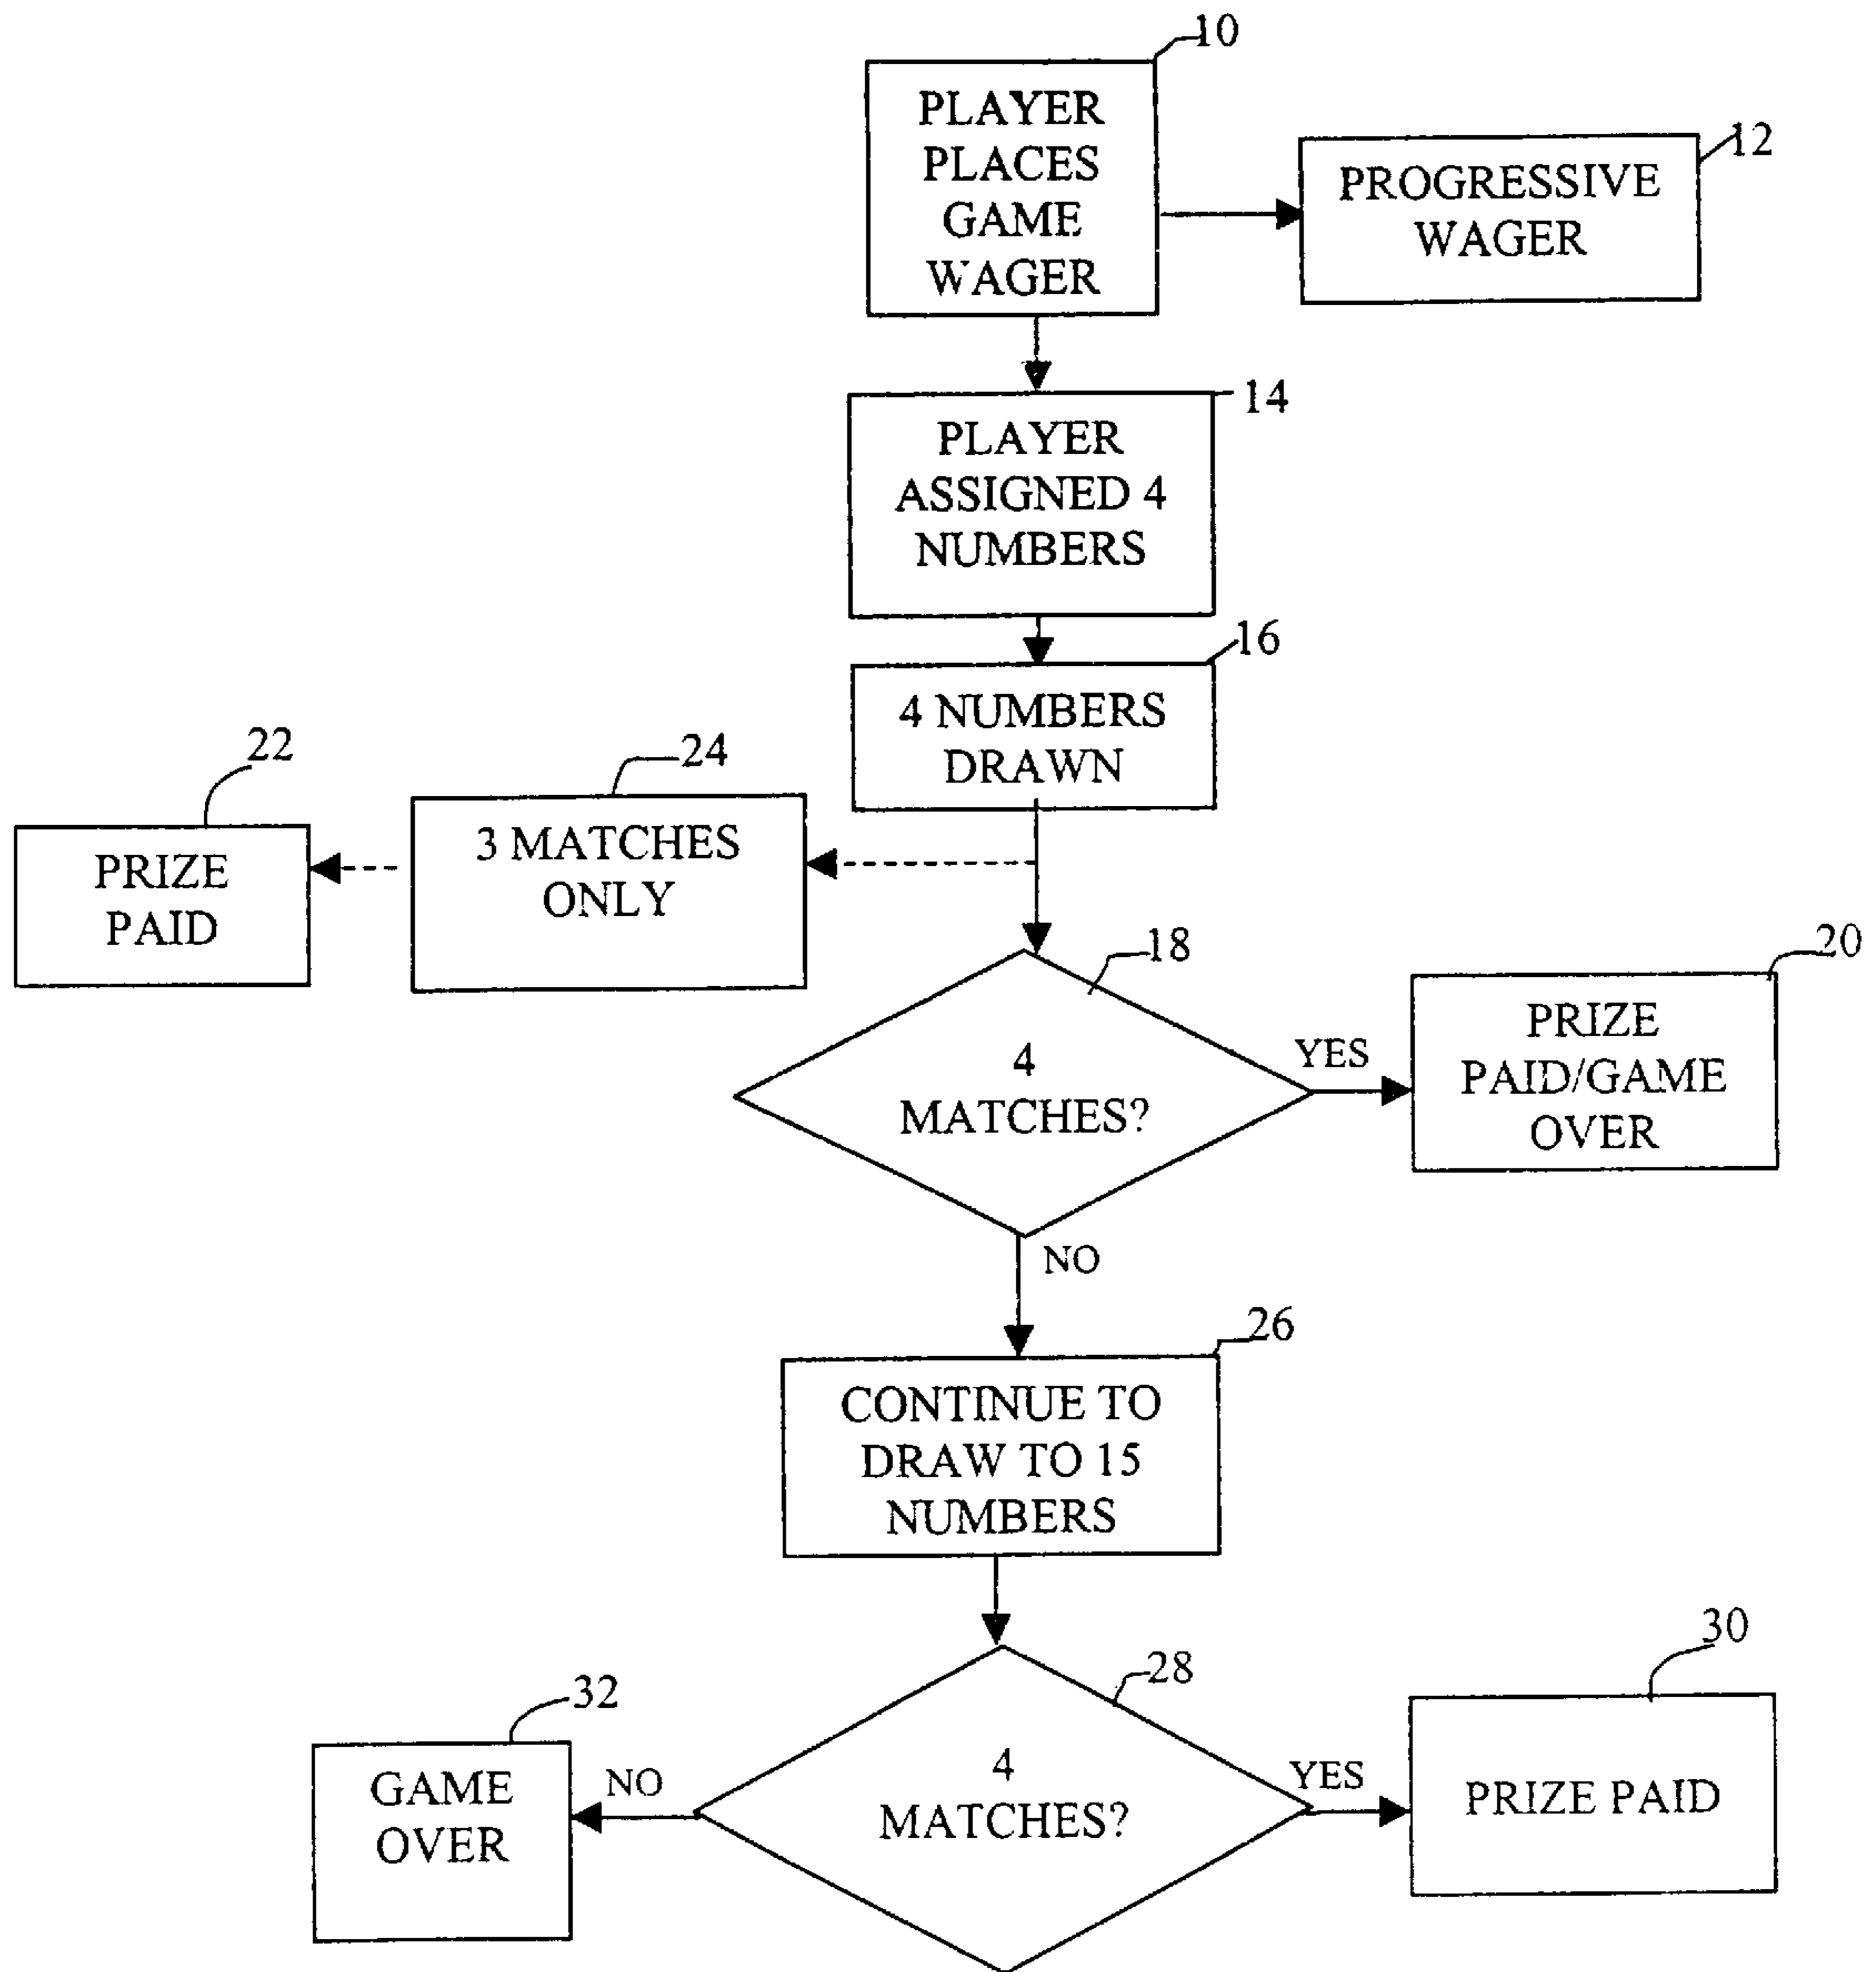 10
PLAYER
PLACES
GAME
WAGER
12
PROGRESSIVE
WAGER
14
PLAYER
ASSIGNED 4
NUMBERS
16
4 NUMBERS
DRAWN
22
PRIZE
PAID
24
3 MATCHES
ONLY
18
4
MATCHES?
YES
20
PRIZE
PAID/GAME
OVER
NO
26
CONTINUE TO
DRAW TO 15
NUMBERS
28
4
MATCHES?
32
GAME
OVER
NO
YES
30
PRIZE PAID